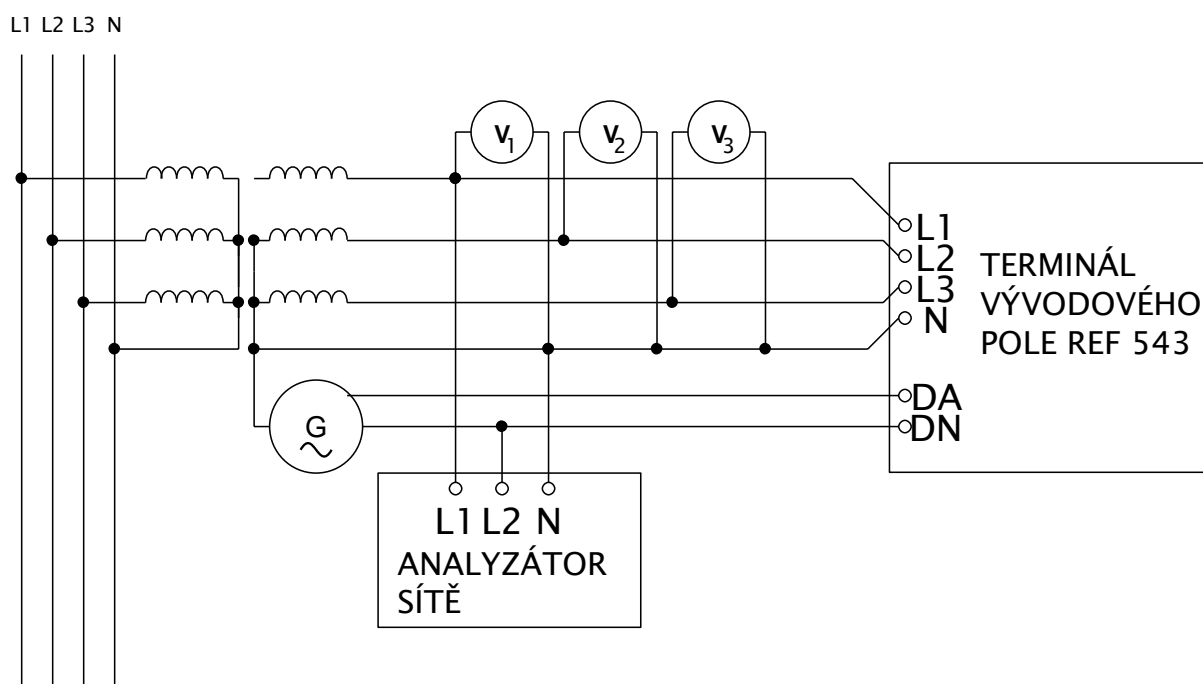 L1 L2 L3 N
V1 V2 V3
L1
L2
L3
N
TERMINÁL
VÝVODOVÉHO
POLE REF 543
DA
DN
G
L1 L2 N
ANALYZÁTOR
SÍTĚ